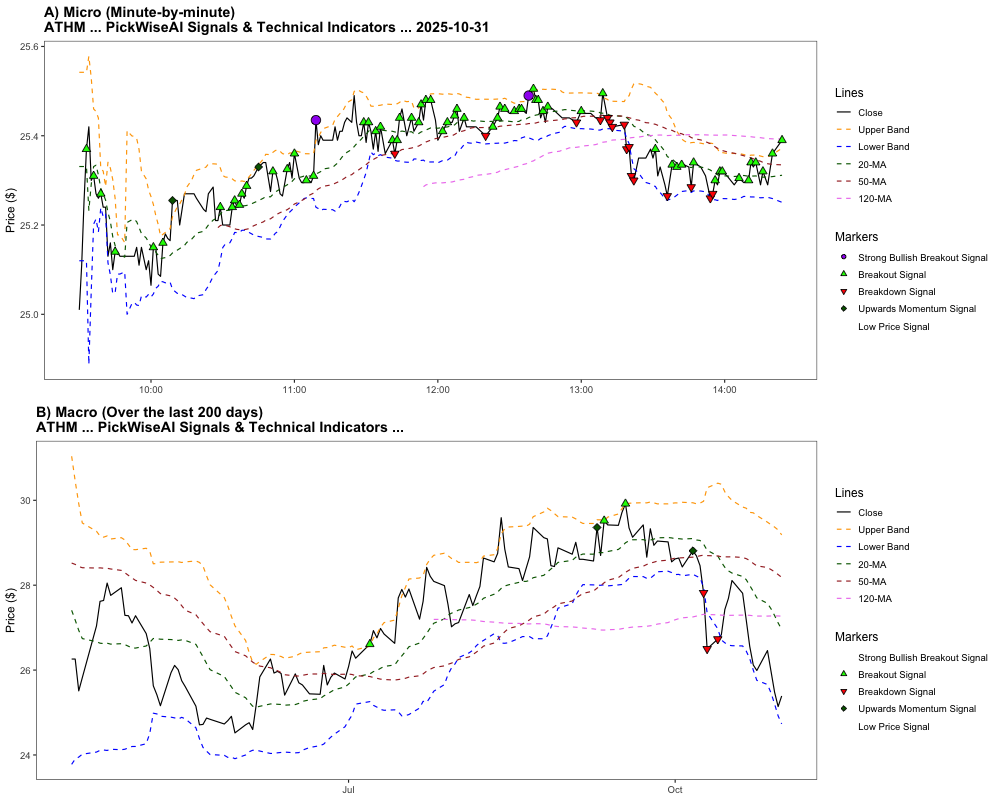 A) Micro (Minute-by-minute)
ATHM ... PickWiseAI Signals & Technical Indicators ... 2025-10-31
Price ($)
25.6
25.4
25.2
25.0
10:00
11:00
12:00
13:00
14:00
Lines
Close
Upper Band
Lower Band
20-MA
50-MA
120-MA
Markers
Strong Bullish Breakout Signal
Breakout Signal
Breakdown Signal
Upwards Momentum Signal
Low Price Signal
B) Macro (Over the last 200 days)
ATHM ... PickWiseAI Signals & Technical Indicators ...
Price ($)
30
28
26
24
Jul
Oct
Lines
Close
Upper Band
Lower Band
20-MA
50-MA
120-MA
Markers
Strong Bullish Breakout Signal
Breakout Signal
Breakdown Signal
Upwards Momentum Signal
Low Price Signal